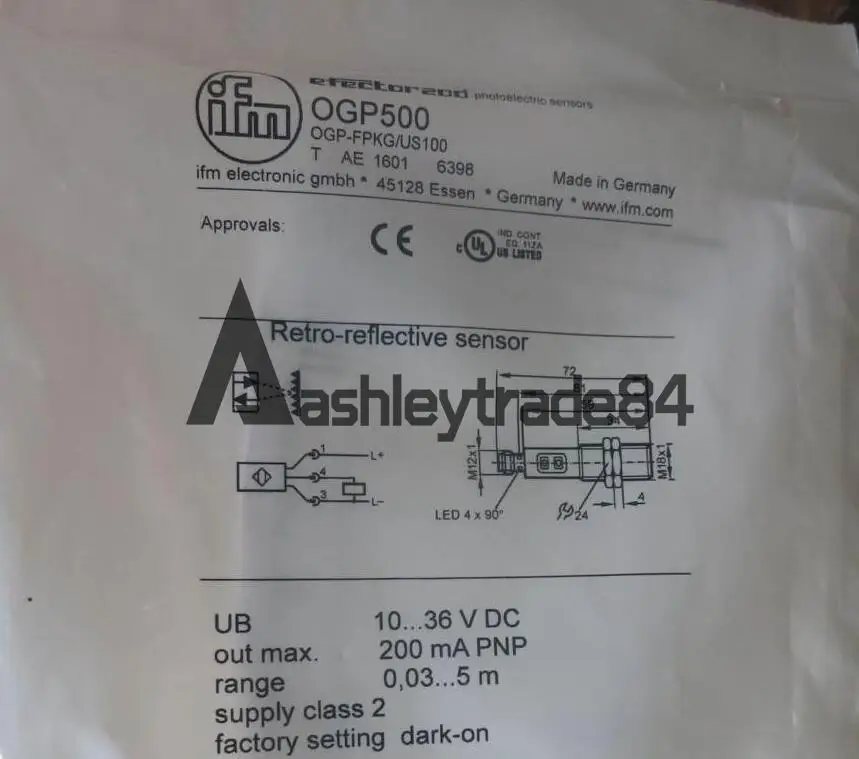 ifm
efector200 photoelectric sensors
OGP500
OGP-FPKG/US100
T AE 1601 6398
Made in Germany
ifm electronic gmbh * 45128 Essen * Germany * www.ifm.com
Approvals:
CE
c UL US LISTED
IND. CONT.
EQ. 112A
Retro-reflective sensor
ashleytrade84
72
4
M12x1
M18x1
1
L+
4
3
L-
LED 4 x 90°
24
UB 10...36 V DC
out max. 200 mA PNP
range 0,03...5 m
supply class 2
factory setting dark-on